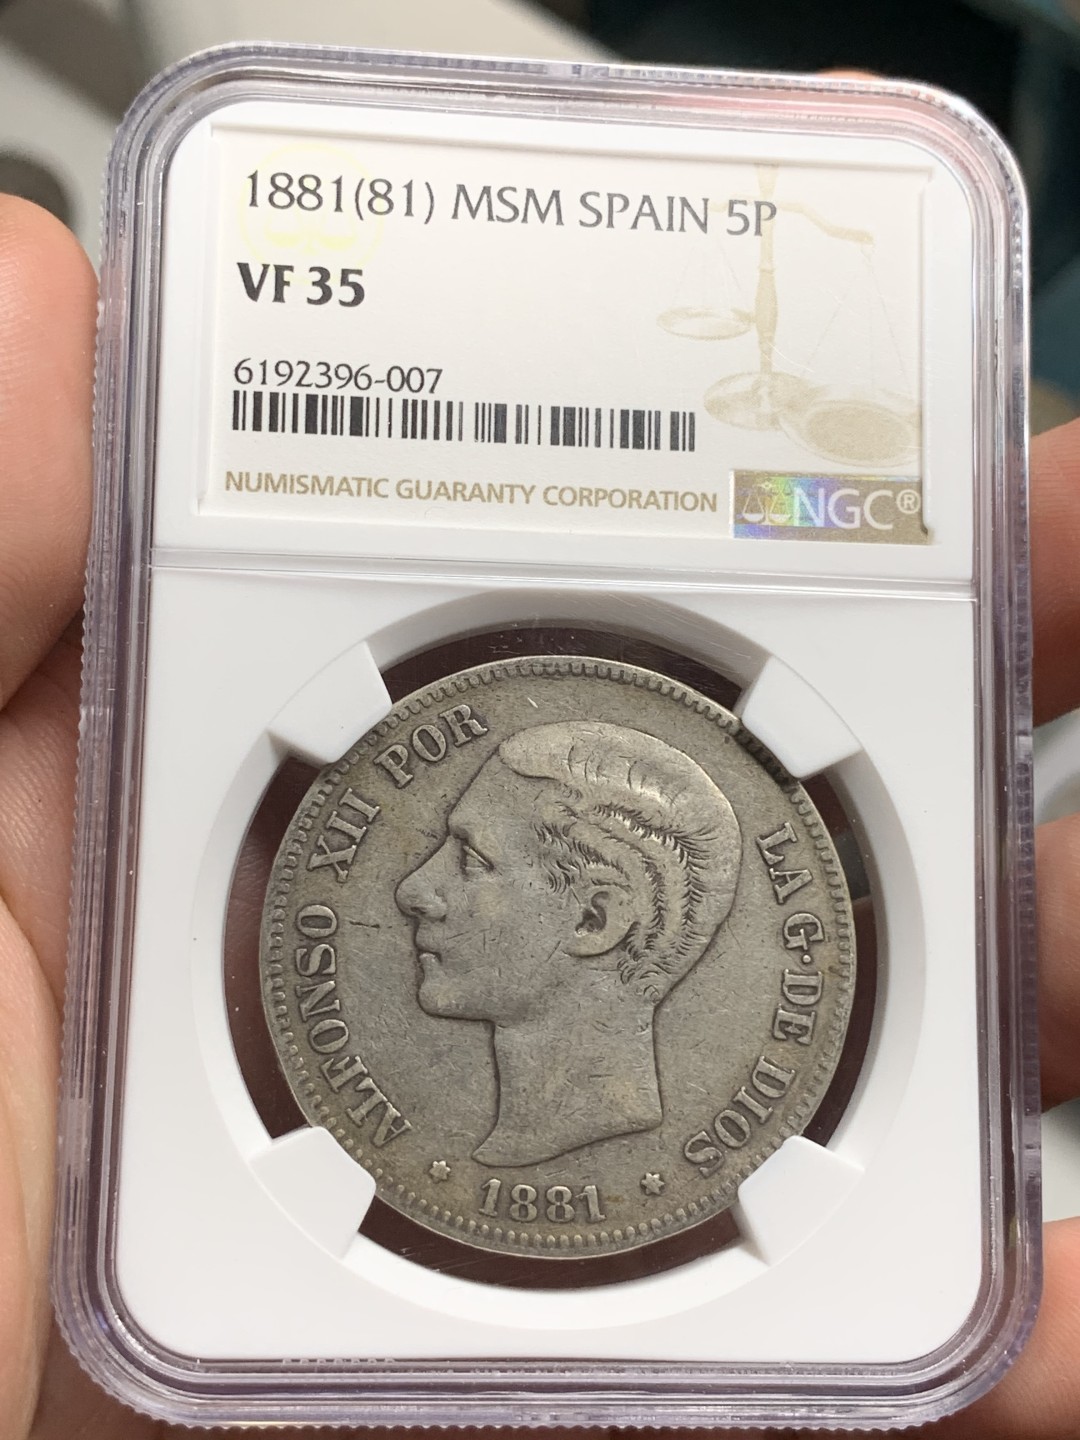 1881(81) MSM SPAIN 5P
VF 35
6192396-007
NUMISMATIC GUARANTY CORPORATION
NGC®
ALFONSO XII POR
LA G·DE DIOS
* 1881 *